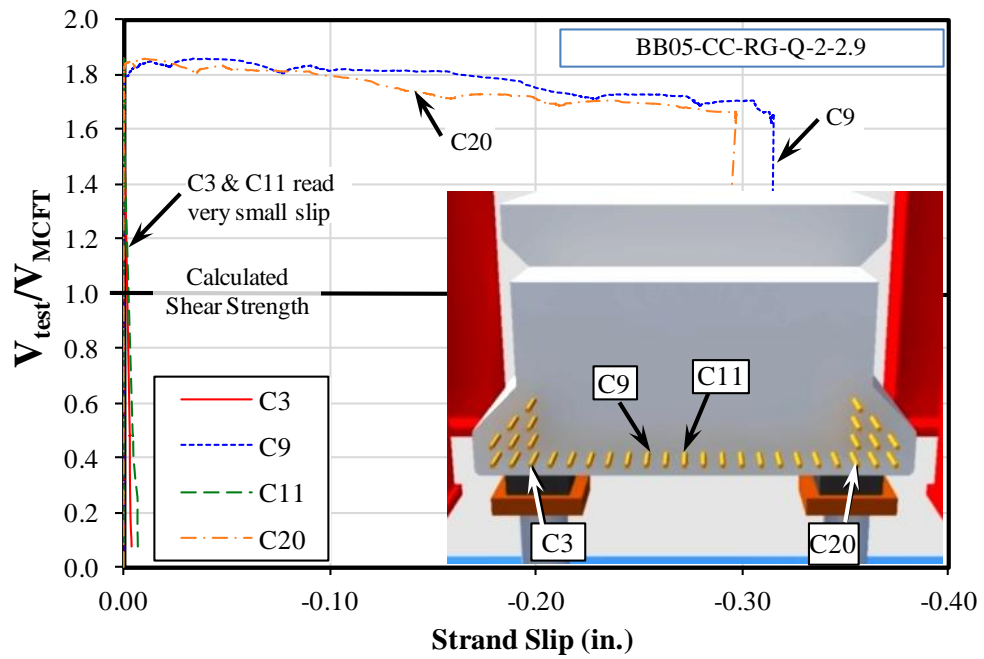 BB05-CC-RG-Q-2-2.9
2.0
1.8
1.6
1.4
1.2
1.0
0.8
0.6
0.4
0.2
0.0
V_test/V_MCFT
C20
C9
C3 & C11 read
very small slip
Calculated
Shear Strength
C3
C9
C11
C20
C9
C11
C3
C20
0.00
-0.10
-0.20
-0.30
-0.40
Strand Slip (in.)